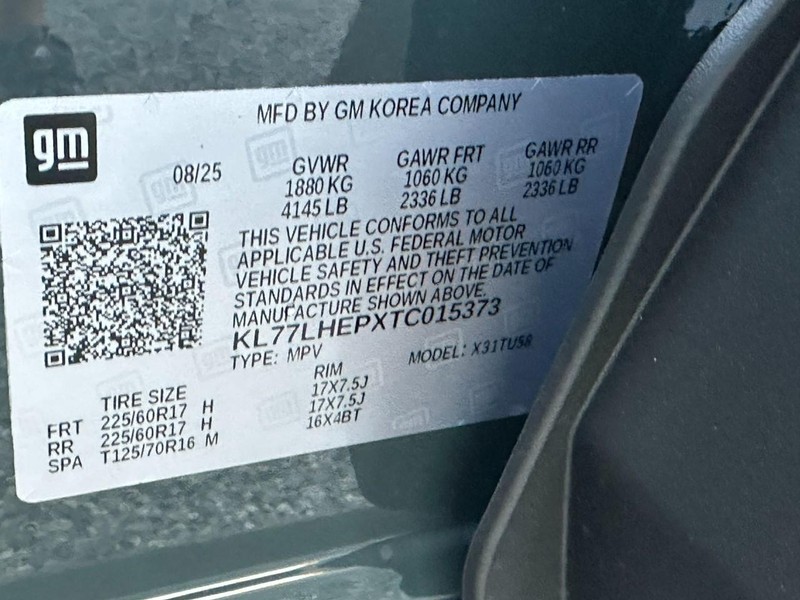 MFD BY GM KOREA COMPANY
gm
08/25
GVWR GAWR FRT GAWR RR
1880 KG 1060 KG 1060 KG
4145 LB 2336 LB 2336 LB
THIS VEHICLE CONFORMS TO ALL
APPLICABLE U.S. FEDERAL MOTOR
VEHICLE SAFETY AND THEFT PREVENTION
STANDARDS IN EFFECT ON THE DATE OF
MANUFACTURE SHOWN ABOVE.
KL77LHEPXTC015373
TYPE: MPV MODEL: X31TU58
TIRE SIZE RIM
FRT 225/60R17 H 17X7.5J
RR 225/60R17 H 17X7.5J
SPA T125/70R16 M 16X4BT